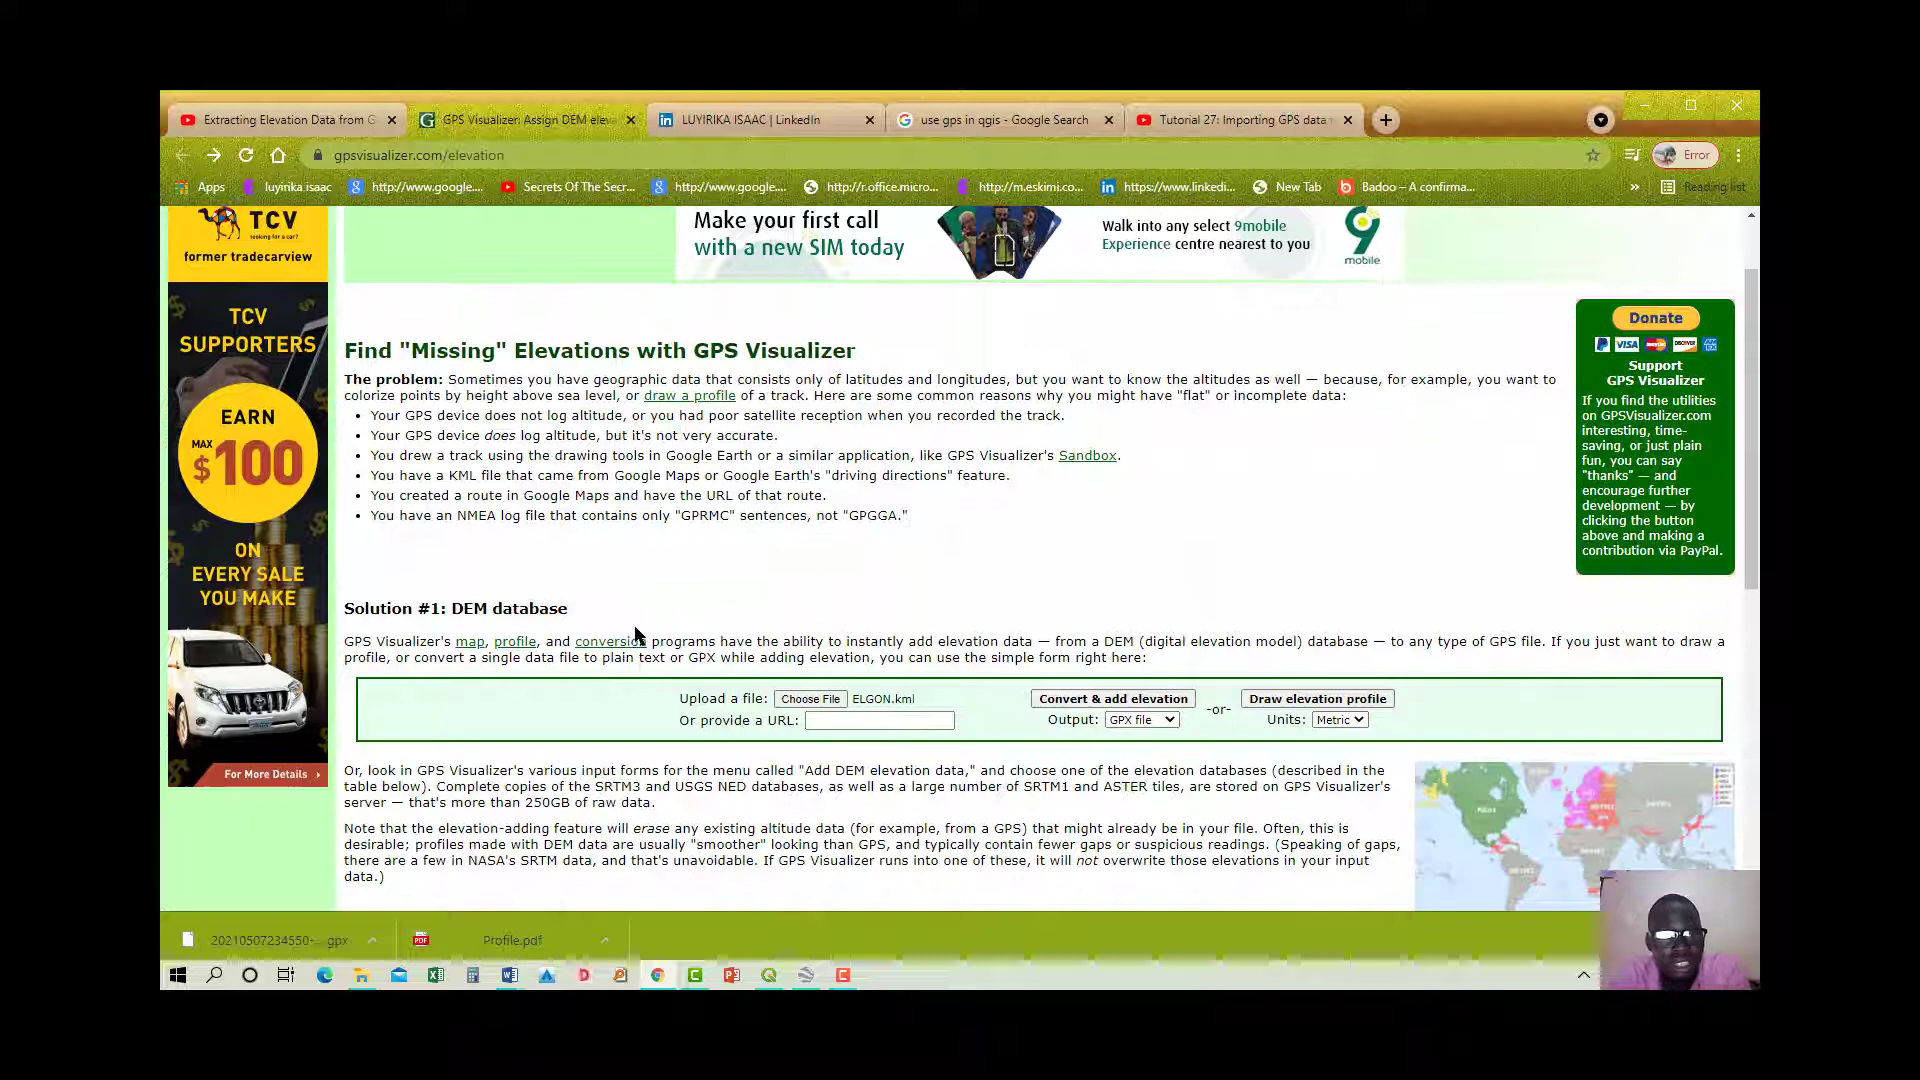 Extracting Elevation Data from G
GPS Visualizer: Assign DEM eleva
LUYIRIKA ISAAC | LinkedIn
use gps in qgis - Google Search
Tutorial 27: Importing GPS data
gpsvisualizer.com/elevation
Error
Apps
luyirika isaac
http://www.google....
Secrets Of The Secr...
http://www.google....
http://r.office.micro...
http://m.eskimi.co...
https://www.linkedi...
New Tab
Badoo – A confirma...
»
Reading list
TCV
looking for a car?
former tradecarview
TCV
SUPPORTERS
EARN
MAX
$100
ON
EVERY SALE
YOU MAKE
For More Details
Make your first call
with a new SIM today
Walk into any select 9mobile
Experience centre nearest to you
9
mobile
Find "Missing" Elevations with GPS Visualizer
The problem: Sometimes you have geographic data that consists only of latitudes and longitudes, but you want to know the altitudes as well — because, for example, you want to
colorize points by height above sea level, or draw a profile of a track. Here are some common reasons why you might have "flat" or incomplete data:
• Your GPS device does not log altitude, or you had poor satellite reception when you recorded the track.
• Your GPS device does log altitude, but it's not very accurate.
• You drew a track using the drawing tools in Google Earth or a similar application, like GPS Visualizer's Sandbox.
• You have a KML file that came from Google Maps or Google Earth's "driving directions" feature.
• You created a route in Google Maps and have the URL of that route.
• You have an NMEA log file that contains only "GPRMC" sentences, not "GPGGA."
Donate
VISA
DISCOVER
Support
GPS Visualizer
If you find the utilities
on GPSVisualizer.com
interesting, time-
saving, or just plain
fun, you can say
"thanks" — and
encourage further
development — by
clicking the button
above and making a
contribution via PayPal.
Solution #1: DEM database
GPS Visualizer's map, profile, and conversion programs have the ability to instantly add elevation data — from a DEM (digital elevation model) database — to any type of GPS file. If you just want to draw a
profile, or convert a single data file to plain text or GPX while adding elevation, you can use the simple form right here:
Upload a file: Choose File ELGON.kml
Or provide a URL:
Convert & add elevation
Output: GPX file
-or-
Draw elevation profile
Units: Metric
Or, look in GPS Visualizer's various input forms for the menu called "Add DEM elevation data," and choose one of the elevation databases (described in the
table below). Complete copies of the SRTM3 and USGS NED databases, as well as a large number of SRTM1 and ASTER tiles, are stored on GPS Visualizer's
server — that's more than 250GB of raw data.
Note that the elevation-adding feature will erase any existing altitude data (for example, from a GPS) that might already be in your file. Often, this is
desirable; profiles made with DEM data are usually "smoother" looking than GPS, and typically contain fewer gaps or suspicious readings. (Speaking of gaps,
there are a few in NASA's SRTM data, and that's unavoidable. If GPS Visualizer runs into one of these, it will not overwrite those elevations in your input
data.)
20210507234550-....gpx
PDF
Profile.pdf